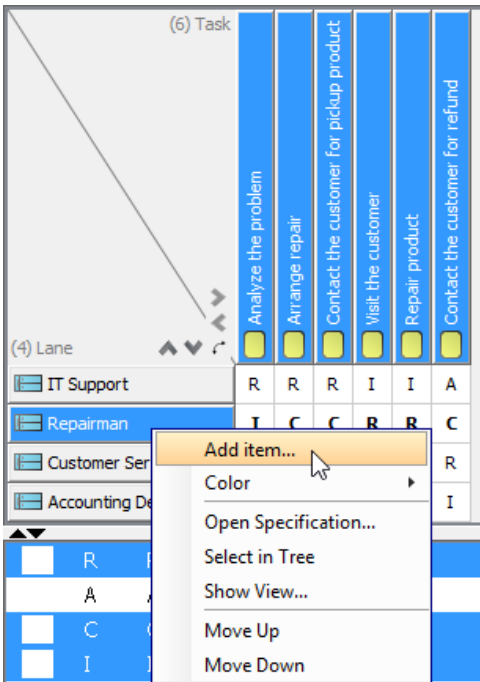 (6) Task
Analyze the problem
Arrange repair
Contact the customer for pickup product
Visit the customer
Repair product
Contact the customer for refund
(4) Lane
IT Support R R R I I A
Repairman I C C R R C
Customer Ser R
Accounting De I
Add item...
Color
Open Specification...
Select in Tree
Show View...
Move Up
Move Down
R
A
C
I